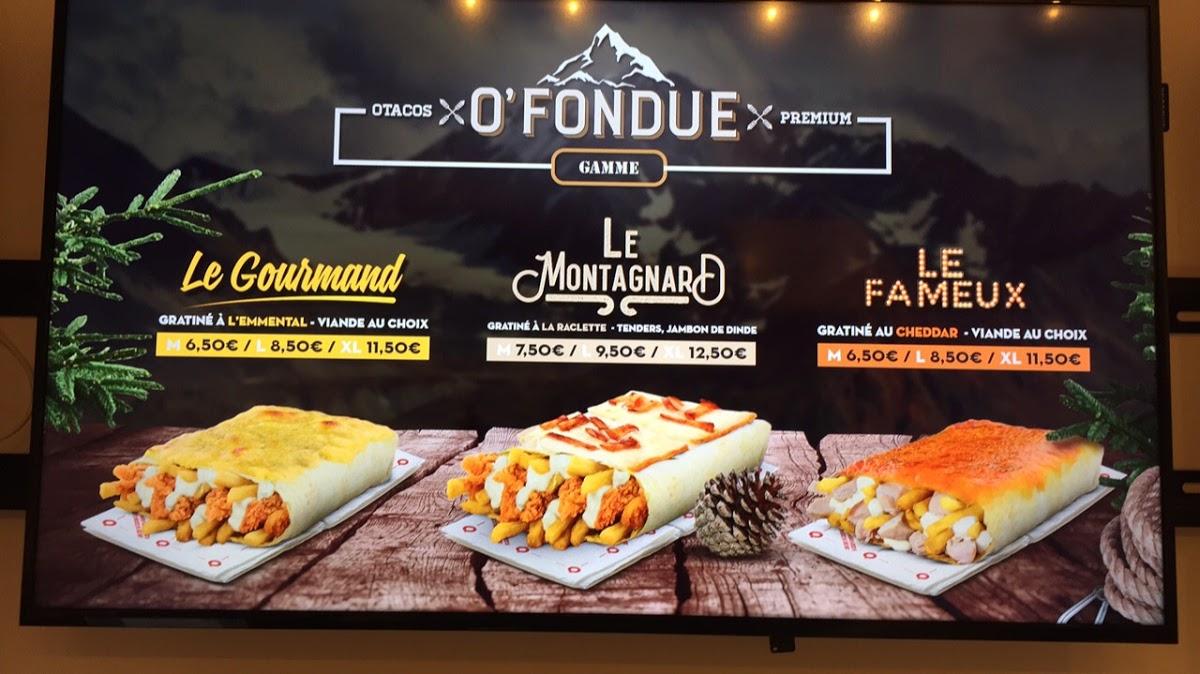 OTACOS O'FONDUE PREMIUM
GAMME
Le Gourmand
GRATINÉ À L'EMMENTAL - VIANDE AU CHOIX
M 6,50€ / L 8,50€ / XL 11,50€
LE
MONTAGNARD
GRATINÉ À LA RACLETTE - TENDERS, JAMBON DE DINDE
M 7,50€ / L 9,50€ / XL 12,50€
LE
FAMEUX
GRATINÉ AU CHEDDAR - VIANDE AU CHOIX
M 6,50€ / L 8,50€ / XL 11,50€